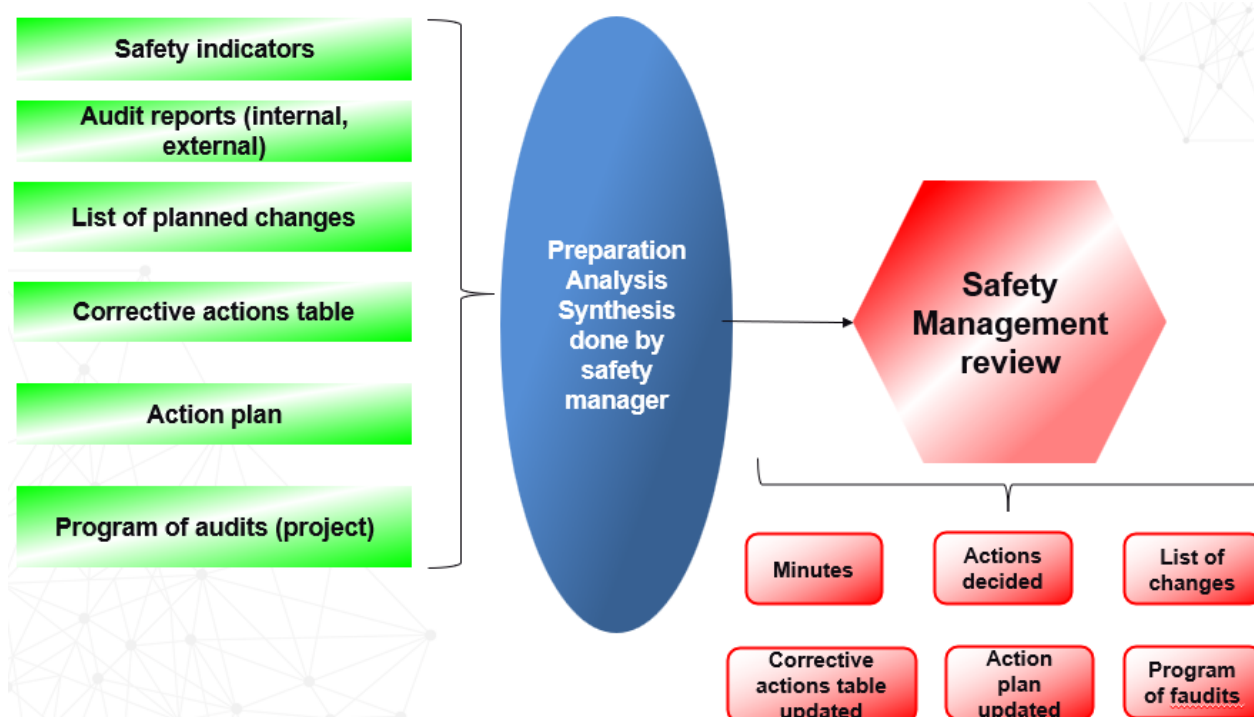 Safety indicators
Audit reports (internal,
external)
List of planned changes
Corrective actions table
Action plan
Program of audits (project)
Preparation
Analysis
Synthesis
done by
safety
manager
Safety
Management
review
Minutes
Actions
decided
List of
changes
Corrective
actions table
updated
Action
plan
updated
Program
of faudits